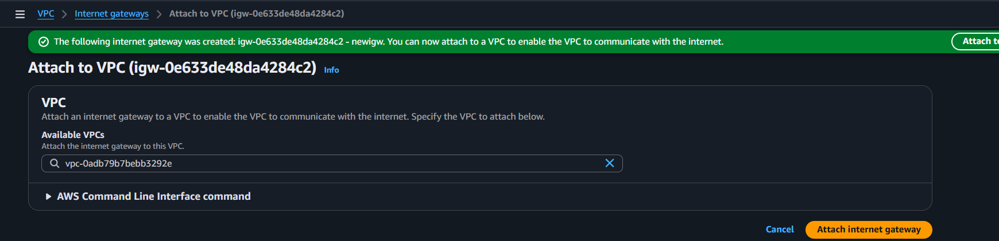 VPC > Internet gateways > Attach to VPC (igw-0e633de48da4284c2)
The following internet gateway was created: igw-0e633de48da4284c2 - newigw. You can now attach to a VPC to enable the VPC to communicate with the internet. Attach to
Attach to VPC (igw-0e633de48da4284c2) Info
VPC
Attach an internet gateway to a VPC to enable the VPC to communicate with the internet. Specify the VPC to attach below.
Available VPCs
Attach the internet gateway to this VPC.
vpc-0adb79b7bebb3292e
AWS Command Line Interface command
Cancel Attach internet gateway